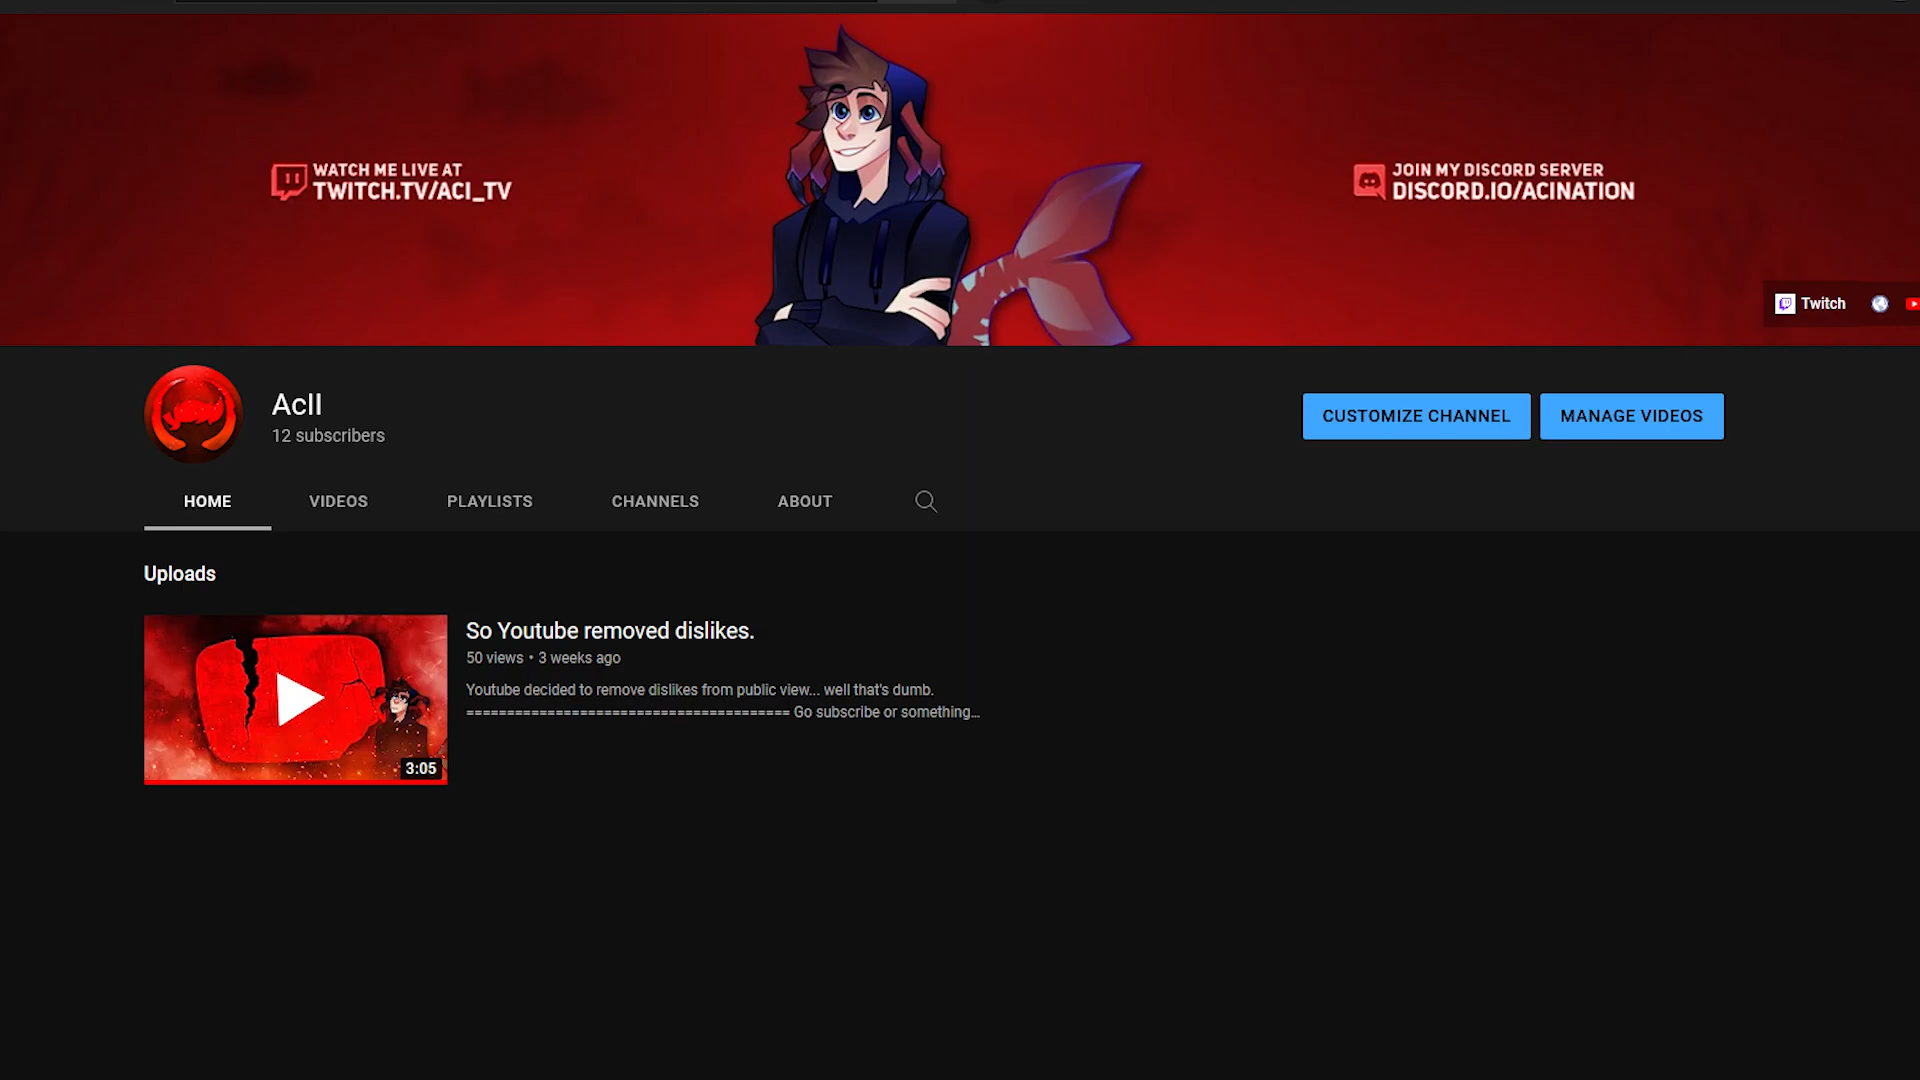 WATCH ME LIVE AT
TWITCH.TV/ACI_TV
JOIN MY DISCORD SERVER
DISCORD.IO/ACINATION
Twitch
AclI
12 subscribers
CUSTOMIZE CHANNEL
MANAGE VIDEOS
HOME
VIDEOS
PLAYLISTS
CHANNELS
ABOUT
Uploads
So Youtube removed dislikes.
50 views • 3 weeks ago
Youtube decided to remove dislikes from public view... well that's dumb.
======================================== Go subscribe or something...
3:05